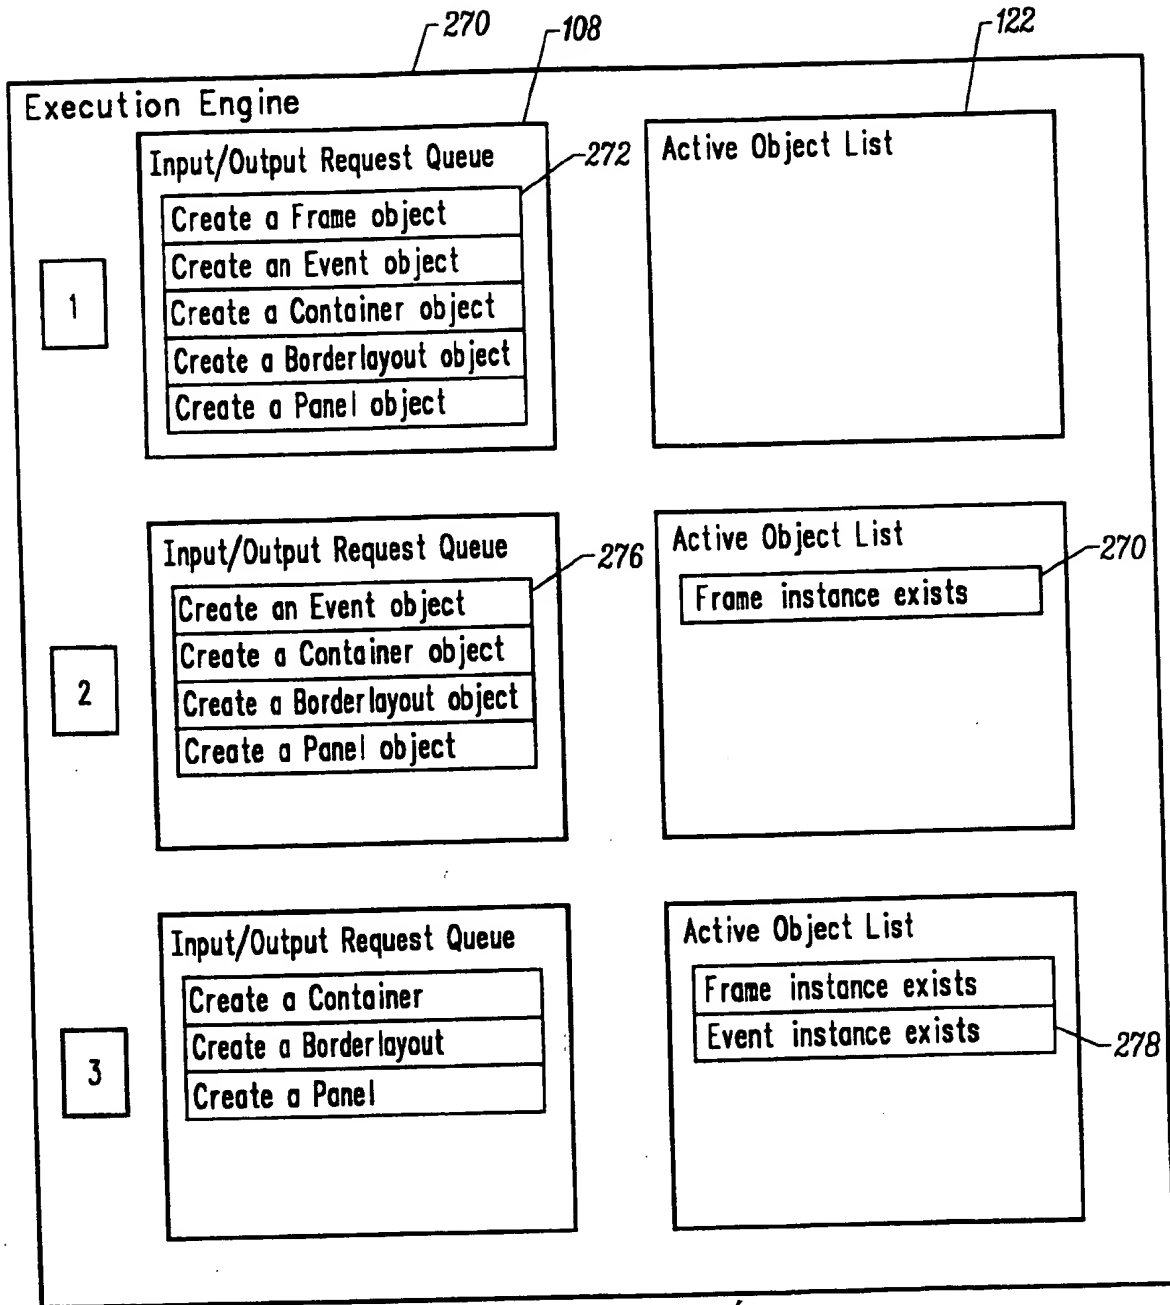 270
108
122
Execution Engine
Input/Output Request Queue
272
Create a Frame object
Create an Event object
Create a Container object
Create a Borderlayout object
Create a Panel object
Active Object List
1
Input/Output Request Queue
276
Create an Event object
Create a Container object
Create a Borderlayout object
Create a Panel object
Active Object List
270
Frame instance exists
2
Input/Output Request Queue
Create a Container
Create a Borderlayout
Create a Panel
Active Object List
Frame instance exists
Event instance exists
278
3